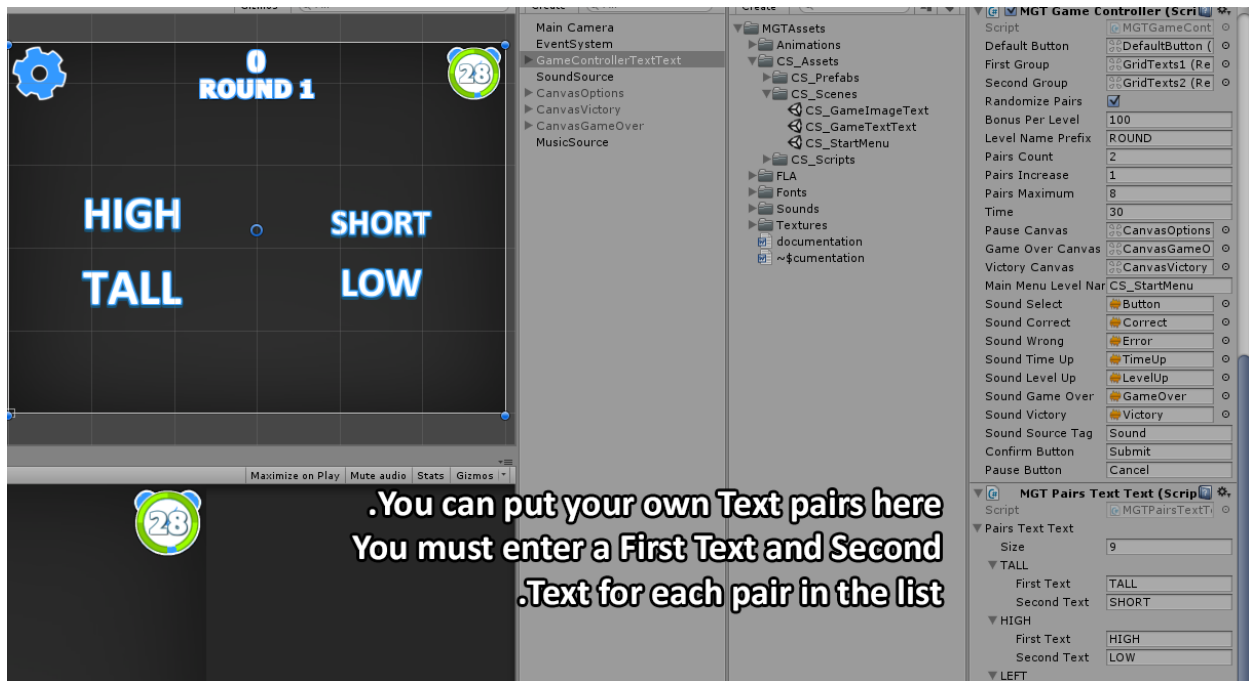 Gizmos
Create
Create
0
ROUND 1
28
HIGH
SHORT
TALL
LOW
Maximize on Play Mute audio Stats Gizmos
28
Main Camera
EventSystem
GameControllerTextText
SoundSource
CanvasOptions
CanvasVictory
CanvasGameOver
MusicSource
MGTAssets
Animations
CS_Assets
CS_Prefabs
CS_Scenes
CS_GameImageText
CS_GameTextText
CS_StartMenu
CS_Scripts
FLA
Fonts
Sounds
Textures
documentation
~$cumentation
MGT Game Controller (Scri
Script MGTGameCont
Default Button DefaultButton (
First Group GridTexts1 (Re
Second Group GridTexts2 (Re
Randomize Pairs
Bonus Per Level 100
Level Name Prefix ROUND
Pairs Count 2
Pairs Increase 1
Pairs Maximum 8
Time 30
Pause Canvas CanvasOptions
Game Over Canvas CanvasGameO
Victory Canvas CanvasVictory
Main Menu Level Nar CS_StartMenu
Sound Select Button
Sound Correct Correct
Sound Wrong Error
Sound Time Up TimeUp
Sound Level Up LevelUp
Sound Game Over GameOver
Sound Victory Victory
Sound Source Tag Sound
Confirm Button Submit
Pause Button Cancel
MGT Pairs Text Text (Scrip
Script MGTPairsTextT
Pairs Text Text
Size 9
TALL
First Text TALL
Second Text SHORT
HIGH
First Text HIGH
Second Text LOW
LEFT
.You can put your own Text pairs here
You must enter a First Text and Second
.Text for each pair in the list